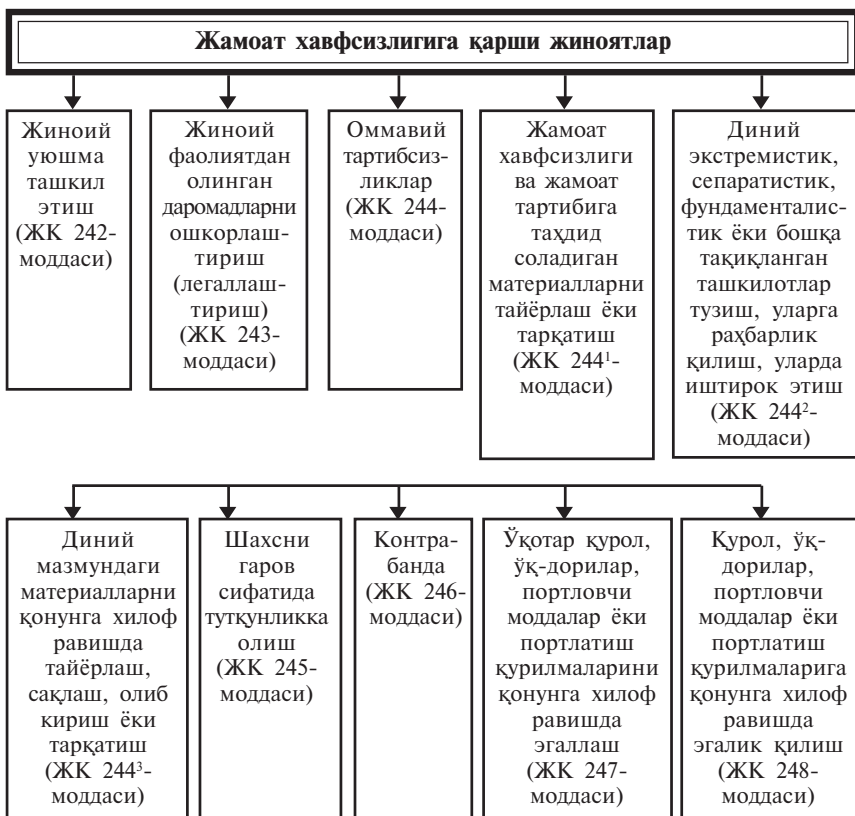 Жамоат хавфсизлигига қарши жиноятлар
Жиноий
уюшма
ташкил
этиш
(ЖК 242-
моддаси)
Жиноий
фаолиятдан
олинган
даромадларни
ошкорлаш-
тириш
(легаллаш-
тириш)
(ЖК 243-
моддаси)
Оммавий
тартибсиз-
ликлар
(ЖК 244-
моддаси)
Жамоат
хавфсизлиги
ва жамоат
тартибига
таҳдид
соладиган
материалларни
тайёрлаш ёки
тарқатиш
(ЖК 244¹-
моддаси)
Диний
экстремистик,
сепаратистик,
фундаменталис-
тик ёки бошқа
тақиқланган
ташкилотлар
тузиш, уларга
раҳбарлик
қилиш, уларда
иштирок этиш
(ЖК 244²-
моддаси)
Диний
мазмундаги
материалларни
қонунга хилоф
равишда
тайёрлаш,
сақлаш, олиб
кириш ёки
тарқатиш
(ЖК 244³-
моддаси)
Шахсни
гаров
сифатида
тутқунликка
олиш
(ЖК 245-
моддаси)
Контра-
банда
(ЖК 246-
моддаси)
Ўқотар қурол,
ўқ-дорилар,
портловчи
моддалар ёки
портлатиш
қурилмаларини
қонунга хилоф
равишда
эгаллаш
(ЖК 247-
моддаси)
Қурол, ўқ-
дорилар,
портловчи
моддалар ёки
портлатиш
қурилмаларига
қонунга хилоф
равишда
эгалик қилиш
(ЖК 248-
моддаси)